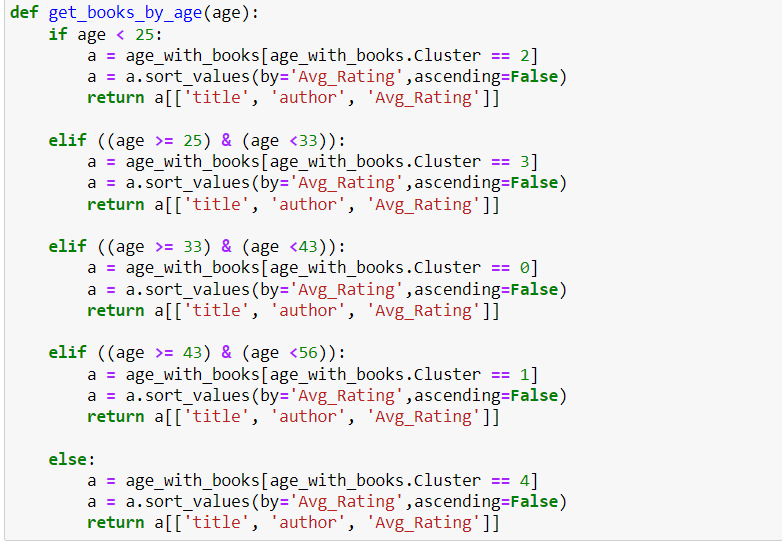 def get_books_by_age(age):
    if age < 25:
        a = age_with_books[age_with_books.Cluster == 2]
        a = a.sort_values(by='Avg_Rating',ascending=False)
        return a[['title', 'author', 'Avg_Rating']]

    elif ((age >= 25) & (age <33)):
        a = age_with_books[age_with_books.Cluster == 3]
        a = a.sort_values(by='Avg_Rating',ascending=False)
        return a[['title', 'author', 'Avg_Rating']]

    elif ((age >= 33) & (age <43)):
        a = age_with_books[age_with_books.Cluster == 0]
        a = a.sort_values(by='Avg_Rating',ascending=False)
        return a[['title', 'author', 'Avg_Rating']]

    elif ((age >= 43) & (age <56)):
        a = age_with_books[age_with_books.Cluster == 1]
        a = a.sort_values(by='Avg_Rating',ascending=False)
        return a[['title', 'author', 'Avg_Rating']]

    else:
        a = age_with_books[age_with_books.Cluster == 4]
        a = a.sort_values(by='Avg_Rating',ascending=False)
        return a[['title', 'author', 'Avg_Rating']]